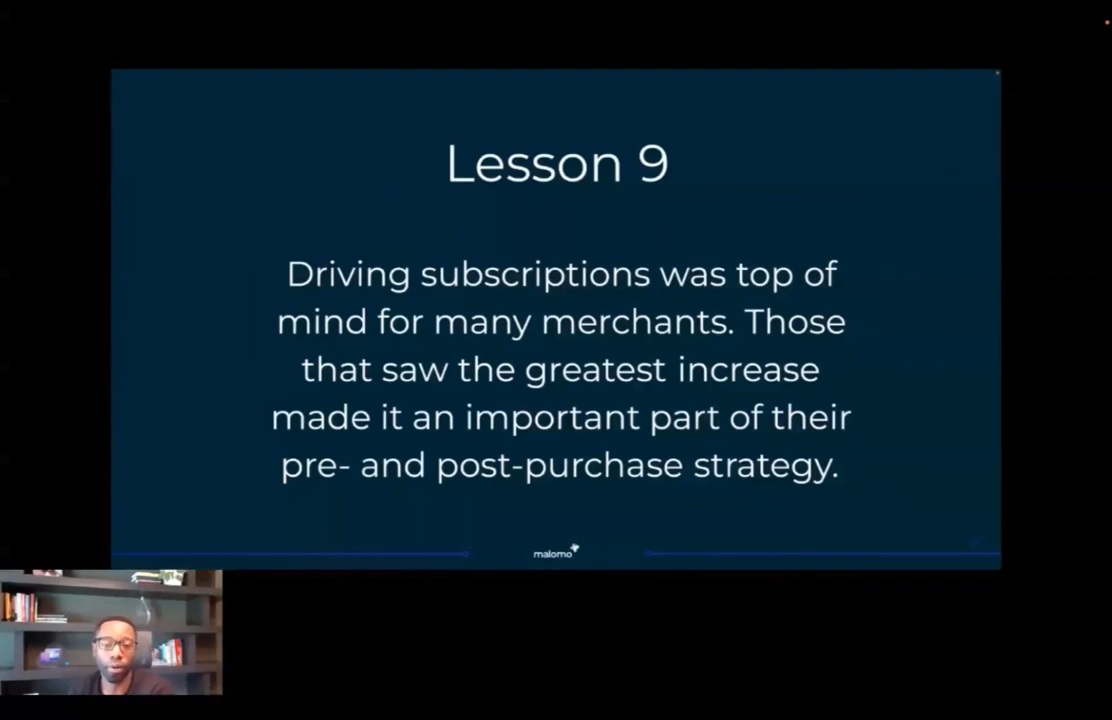 Lesson 9
Driving subscriptions was top of
mind for many merchants. Those
that saw the greatest increase
made it an important part of their
pre- and post-purchase strategy.
malomo